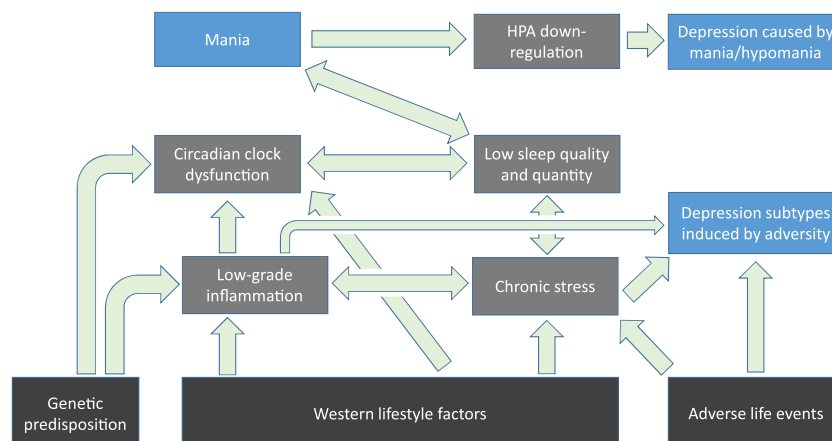 Mania
HPA down-
regulation
Depression caused by
mania/hypomania
Circadian clock
dysfunction
Low sleep quality
and quantity
Depression subtypes
induced by adversity
Low-grade
inflammation
Chronic stress
Genetic
predisposition
Western lifestyle factors
Adverse life events